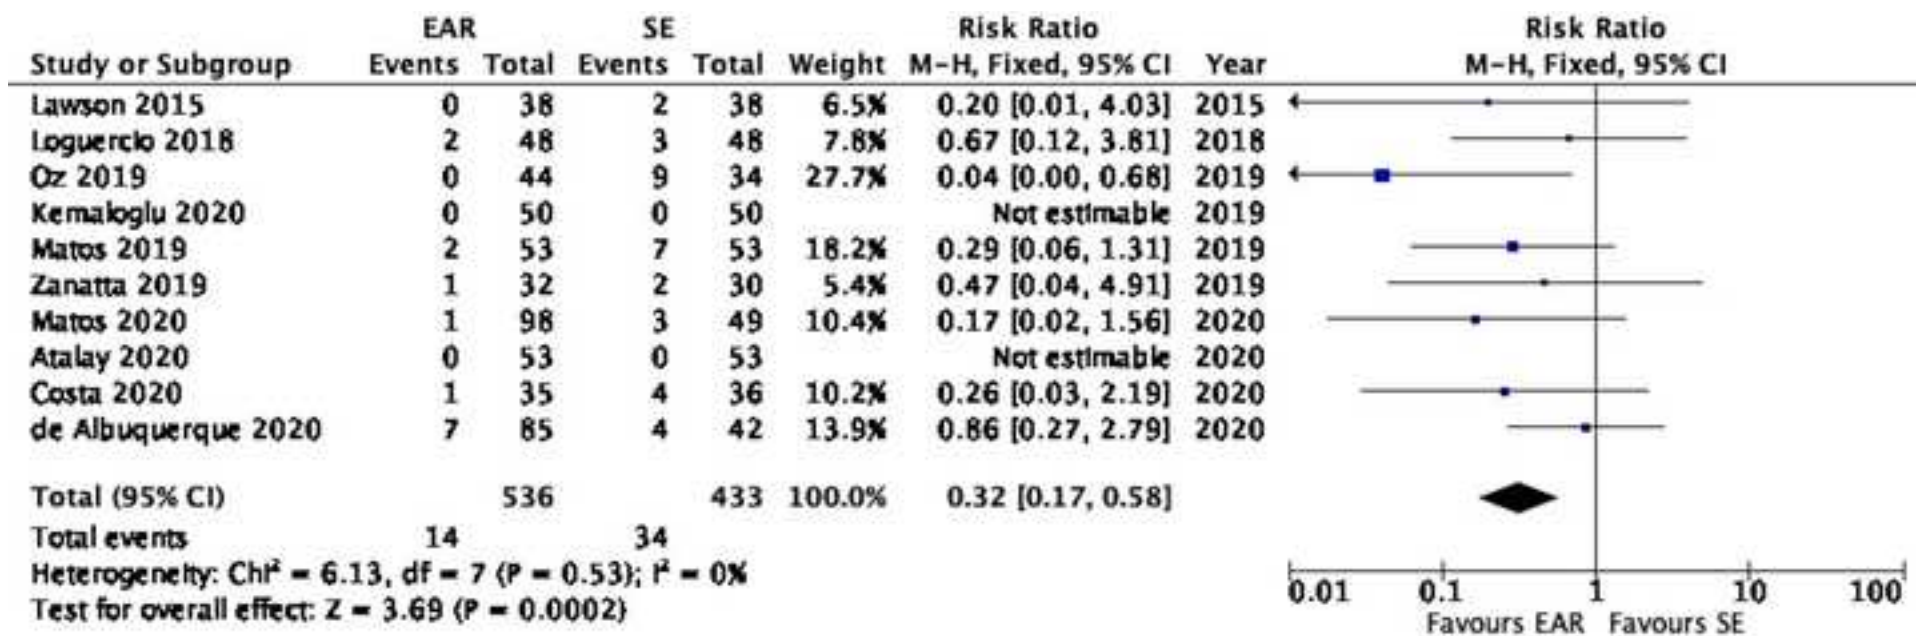 EAR SE Risk Ratio Risk Ratio
Study or Subgroup Events Total Events Total Weight M-H, Fixed, 95% CI Year M-H, Fixed, 95% CI
Lawson 2015 0 38 2 38 6.5% 0.20 [0.01, 4.03] 2015
Loguercio 2018 2 48 3 48 7.8% 0.67 [0.12, 3.81] 2018
Oz 2019 0 44 9 34 27.7% 0.04 [0.00, 0.68] 2019
Kemaloglu 2020 0 50 0 50 Not estimable 2019
Matos 2019 2 53 7 53 18.2% 0.29 [0.06, 1.31] 2019
Zanatta 2019 1 32 2 30 5.4% 0.47 [0.04, 4.91] 2019
Matos 2020 1 98 3 49 10.4% 0.17 [0.02, 1.56] 2020
Atalay 2020 0 53 0 53 Not estimable 2020
Costa 2020 1 35 4 36 10.2% 0.26 [0.03, 2.19] 2020
de Albuquerque 2020 7 85 4 42 13.9% 0.86 [0.27, 2.79] 2020
Total (95% CI) 536 433 100.0% 0.32 [0.17, 0.58]
Total events 14 34
Heterogeneity: Chi² = 6.13, df = 7 (P = 0.53); I² = 0%
Test for overall effect: Z = 3.69 (P = 0.0002)
0.01 0.1 1 10 100
Favours EAR Favours SE